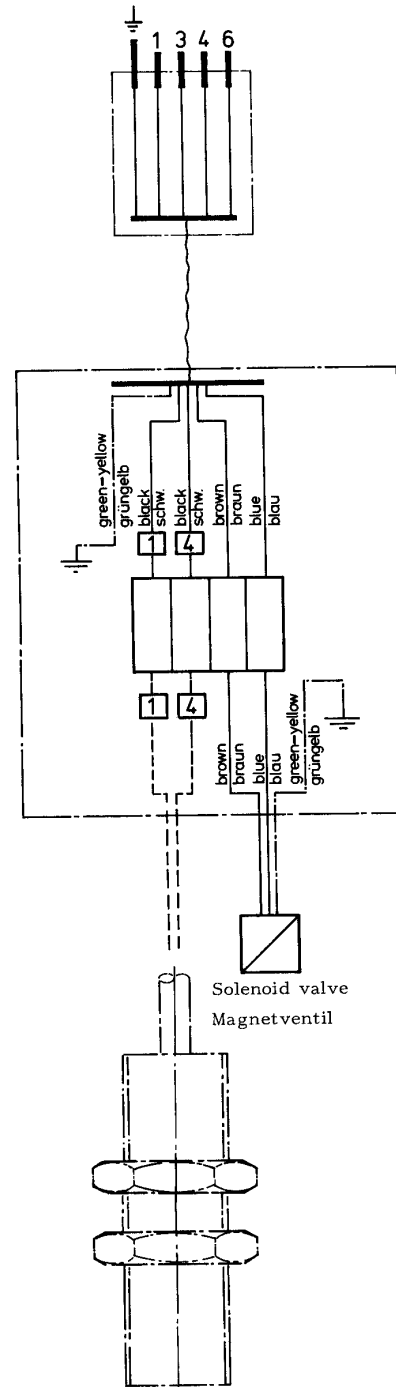 1 3 4 6
green-yellow
grüngelb
black
schw.
black
schw.
brown
braun
blue
blau
1 4
1 4
brown
braun
blue
blau
green-yellow
grüngelb
Solenoid valve
Magnetventil